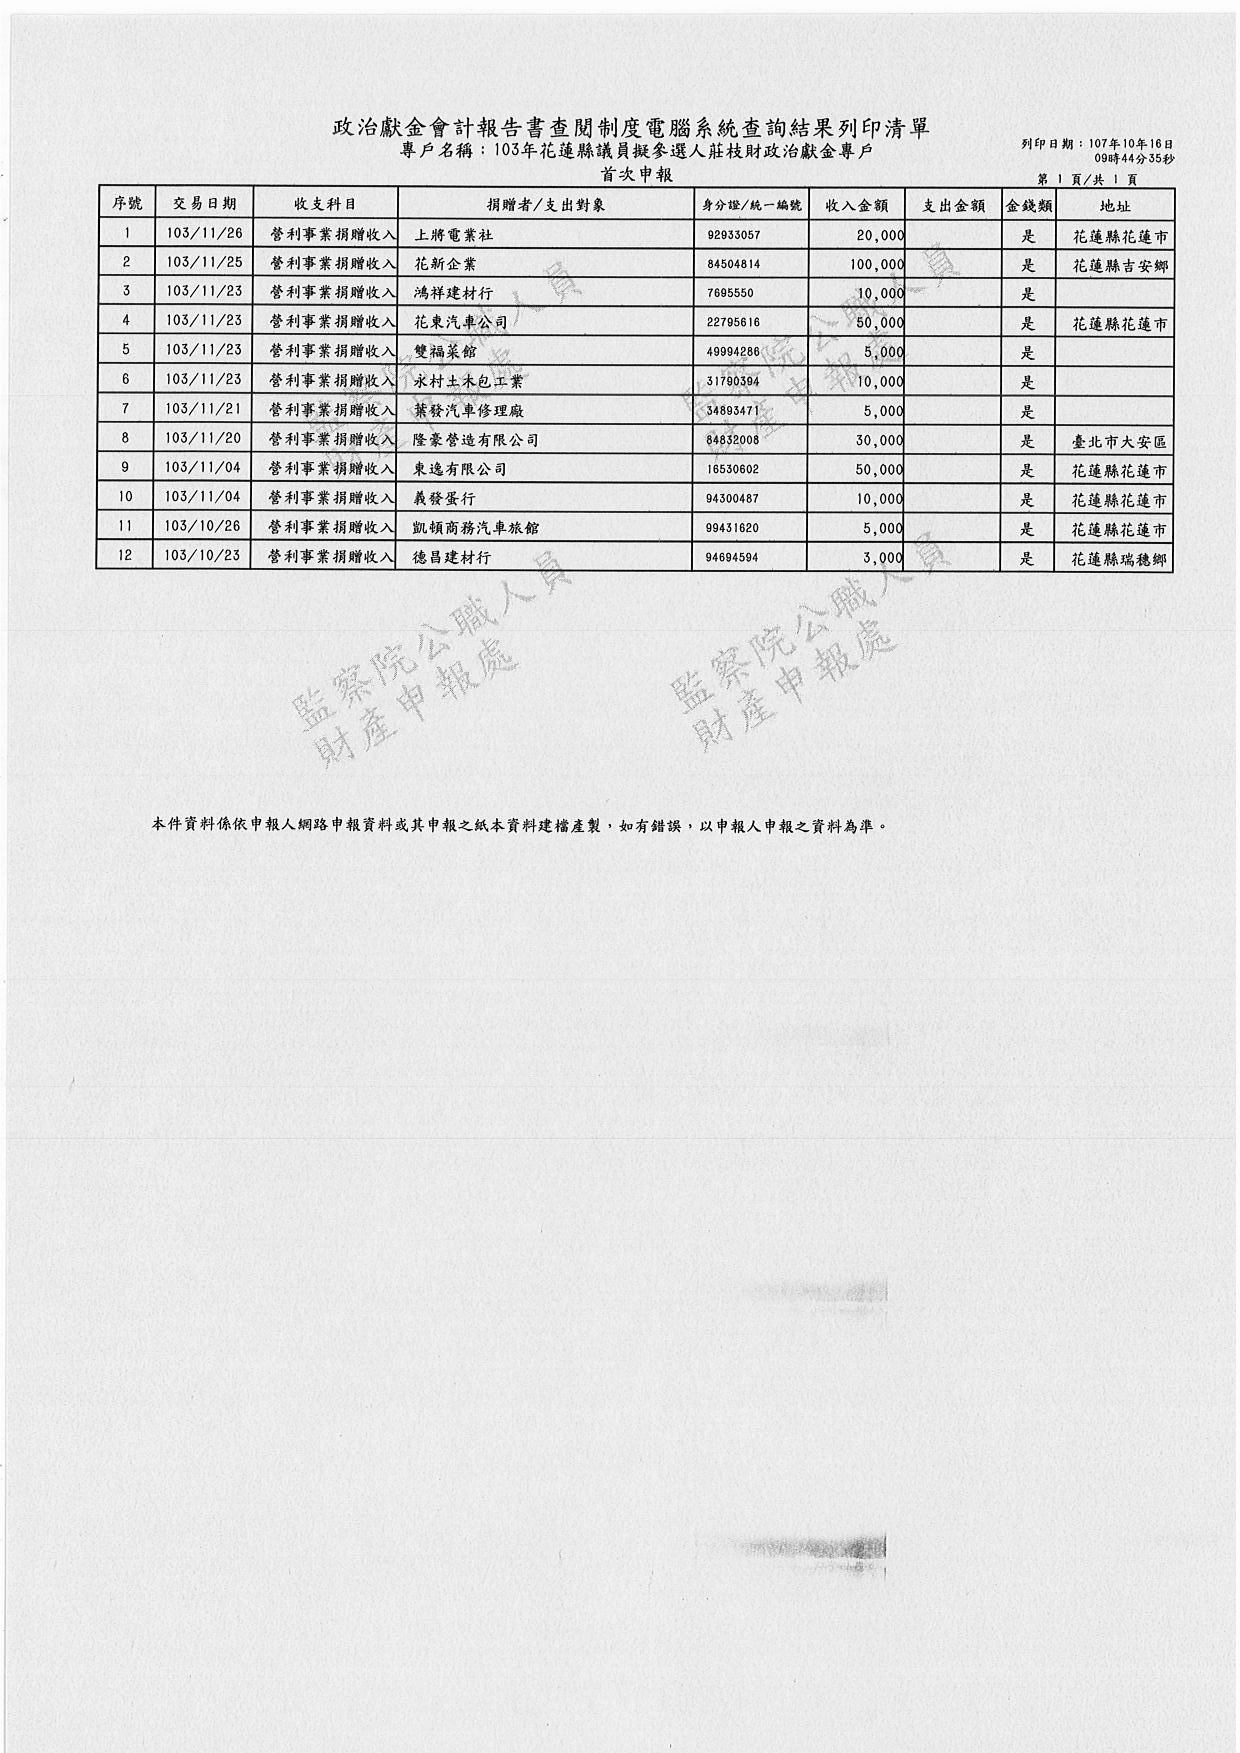 政治獻金會計報告書查閱制度電腦系統查詢結果列印清單
專戶名稱：103年花蓮縣議員擬參選人莊枝財政治獻金專戶
首次申報
列印日期：107年10月16日
09時44分35秒
第 1 頁/共 1 頁
序號 交易日期 收支科目 捐贈者/支出對象 身分證/統一編號 收入金額 支出金額 金錢類 地址
1 103/11/26 營利事業捐贈收入 上將電業社 92933057 20,000 是 花蓮縣花蓮市
2 103/11/25 營利事業捐贈收入 花新企業 84504814 100,000 是 花蓮縣吉安鄉
3 103/11/23 營利事業捐贈收入 鴻祥建材行 7695550 10,000 是
4 103/11/23 營利事業捐贈收入 花東汽車公司 22795616 50,000 是 花蓮縣花蓮市
5 103/11/23 營利事業捐贈收入 雙福菜館 49994286 5,000 是
6 103/11/23 營利事業捐贈收入 永村土木包工業 31790394 10,000 是
7 103/11/21 營利事業捐贈收入 葉發汽車修理廠 34893471 5,000 是
8 103/11/20 營利事業捐贈收入 隆豪營造有限公司 84832008 30,000 是 臺北市大安區
9 103/11/04 營利事業捐贈收入 東逸有限公司 16530602 50,000 是 花蓮縣花蓮市
10 103/11/04 營利事業捐贈收入 義發蛋行 94300487 10,000 是 花蓮縣花蓮市
11 103/10/26 營利事業捐贈收入 凱頓商務汽車旅館 99431620 5,000 是 花蓮縣花蓮市
12 103/10/23 營利事業捐贈收入 德昌建材行 94694594 3,000 是 花蓮縣瑞穗鄉
監察院公職人員
財產申報處
監察院公職人員
財產申報處
監察院公職人員
財產申報處
監察院公職人員
財產申報處
本件資料係依申報人網路申報資料或其申報之紙本資料建檔產製，如有錯誤，以申報人申報之資料為準。